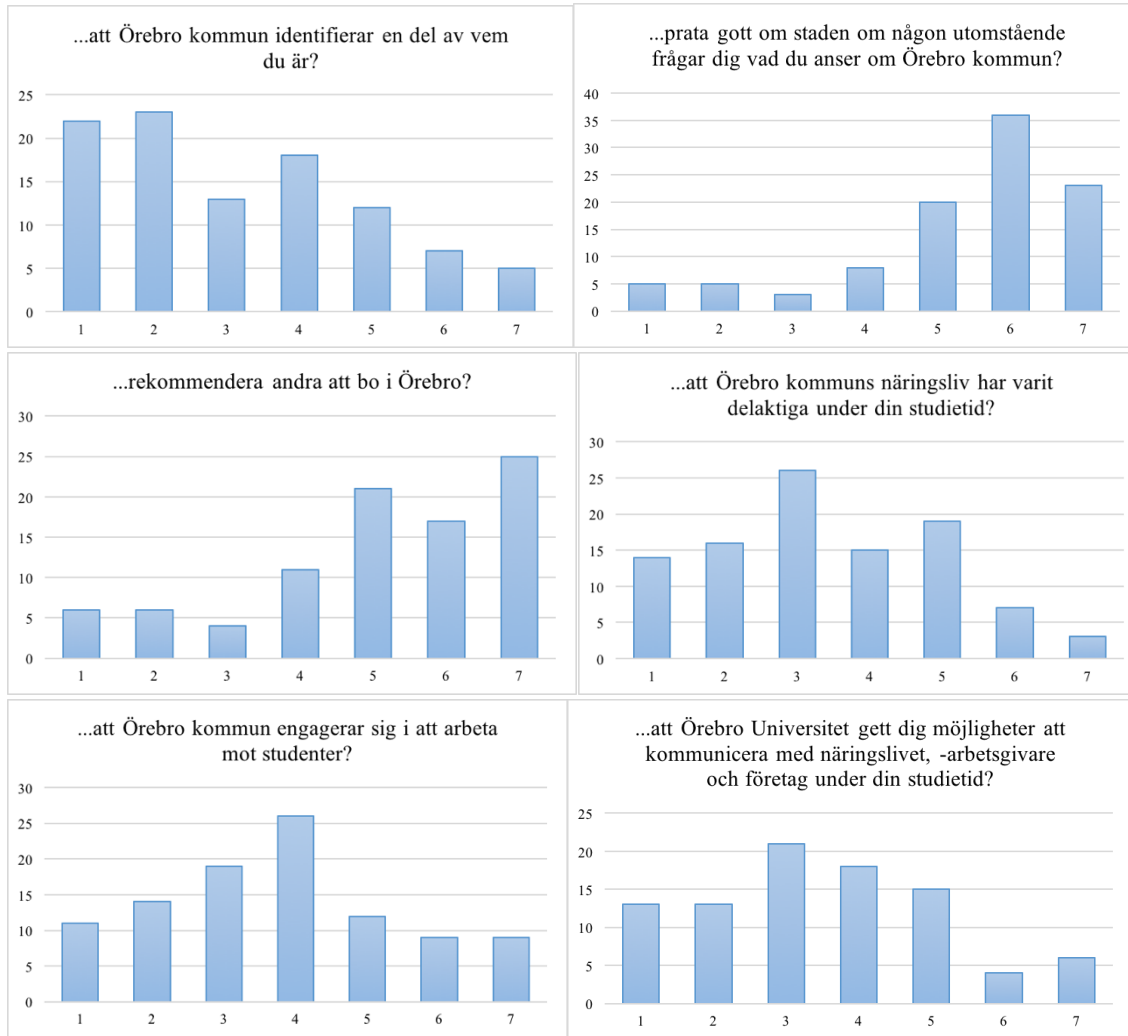 ...att Örebro kommun identifierar en del av vem
du är?
25
20
15
10
5
0
1 2 3 4 5 6 7
...prata gott om staden om någon utomstående
frågar dig vad du anser om Örebro kommun?
40
35
30
25
20
15
10
5
0
1 2 3 4 5 6 7
...rekommendera andra att bo i Örebro?
30
25
20
15
10
5
0
1 2 3 4 5 6 7
...att Örebro kommuns näringsliv har varit
delaktiga under din studietid?
30
25
20
15
10
5
0
1 2 3 4 5 6 7
...att Örebro kommun engagerar sig i att arbeta
mot studenter?
30
25
20
15
10
5
0
1 2 3 4 5 6 7
...att Örebro Universitet gett dig möjligheter att
kommunicera med näringslivet, -arbetsgivare
och företag under din studietid?
25
20
15
10
5
0
1 2 3 4 5 6 7